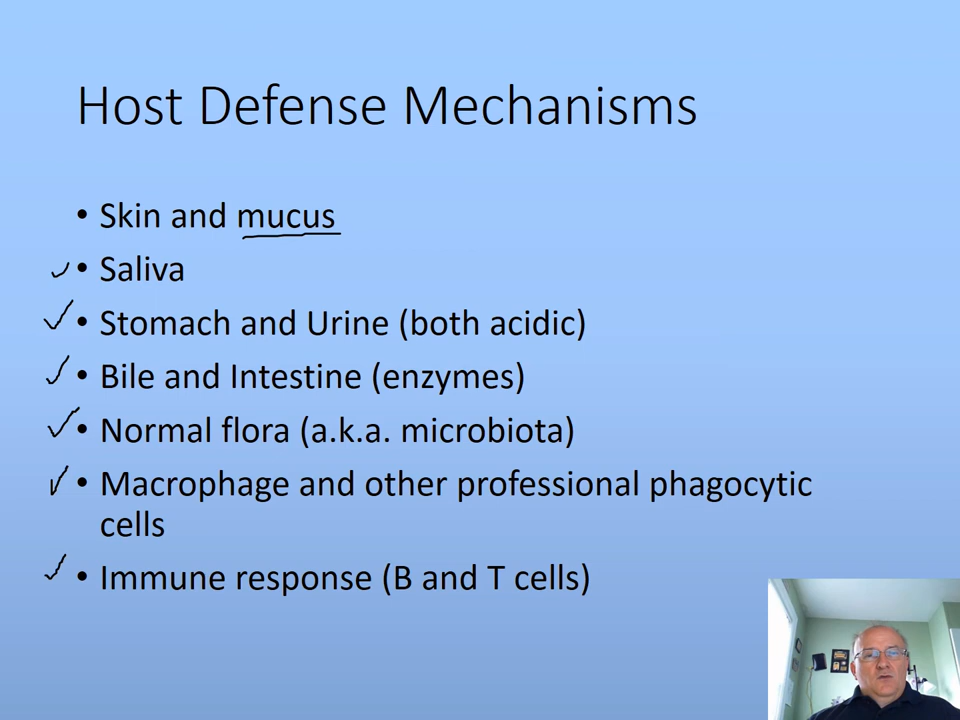 Host Defense Mechanisms
• Skin and mucus
• Saliva
• Stomach and Urine (both acidic)
• Bile and Intestine (enzymes)
• Normal flora (a.k.a. microbiota)
• Macrophage and other professional phagocytic
cells
• Immune response (B and T cells)